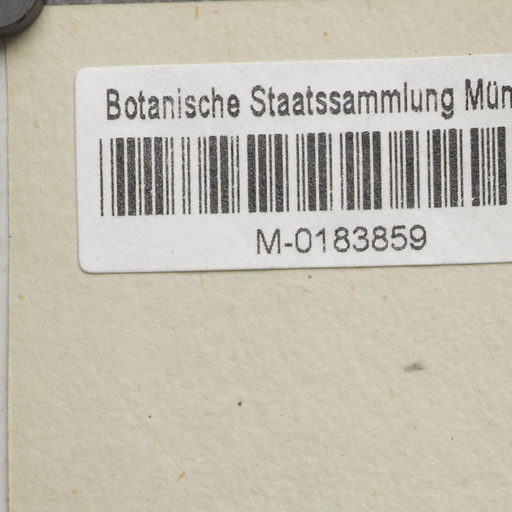 Botanische Staatssammlung Mün
M-0183859